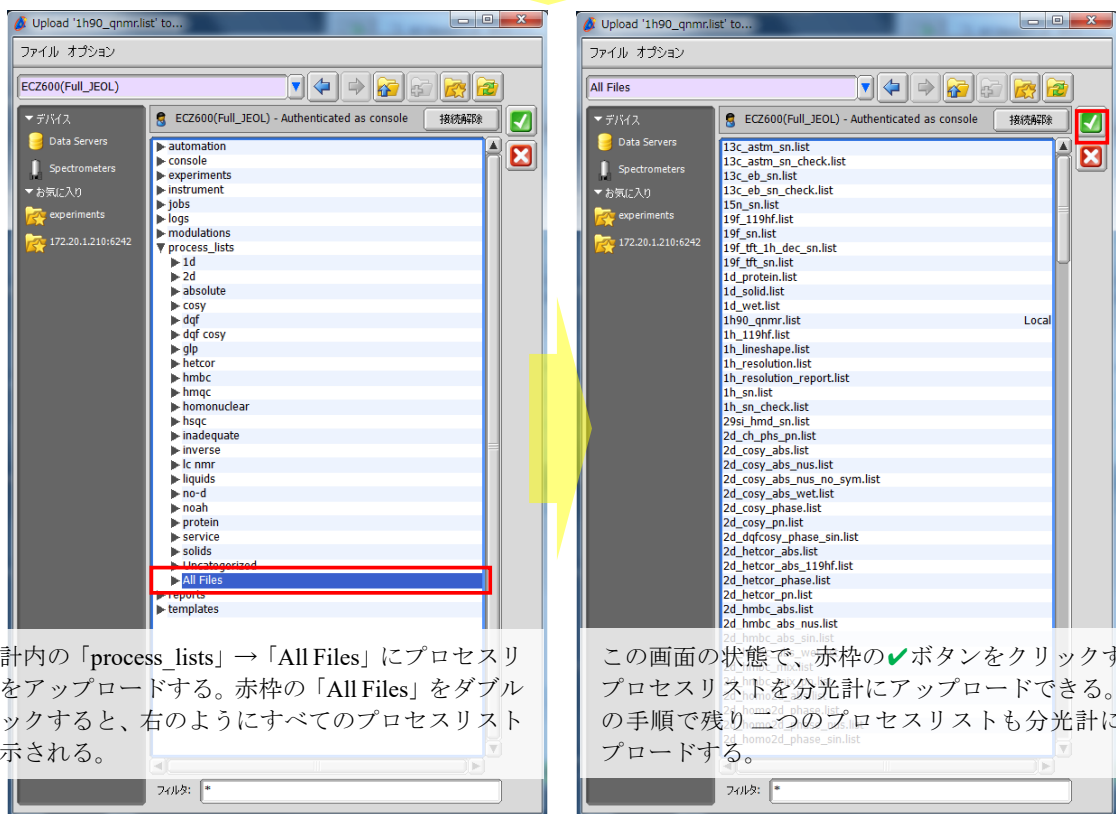 Upload '1h90_qnmr.list' to...
ファイル オプション
ECZ600(Full_JEOL)
▼デバイス
Data Servers
Spectrometers
▼お気に入り
experiments
172.20.1.210:6242
ECZ600(Full_JEOL) - Authenticated as console
接続解除
automation
console
experiments
instrument
jobs
logs
modulations
process_lists
1d
2d
absolute
cosy
dqf
dqf cosy
glp
hetcor
hmbc
hmqc
homonuclear
hsqc
inadequate
inverse
lc nmr
liquids
no-d
noah
protein
service
solids
Uncategorized
All Files
reports
templates
計内の「process_lists」→「All Files」にプロセスリ
をアップロードする。赤枠の「All Files」をダブル
ックすると、右のようにすべてのプロセスリスト
示される。
フィルタ: *
Upload '1h90_qnmr.list' to...
ファイル オプション
All Files
▼デバイス
Data Servers
Spectrometers
▼お気に入り
experiments
172.20.1.210:6242
ECZ600(Full_JEOL) - Authenticated as console
接続解除
13c_astm_sn.list
13c_astm_sn_check.list
13c_eb_sn.list
13c_eb_sn_check.list
15n_sn.list
19f_119hf.list
19f_sn.list
19f_tft_1h_dec_sn.list
19f_tft_sn.list
1d_protein.list
1d_solid.list
1d_wet.list
1h90_qnmr.list Local
1h_119hf.list
1h_lineshape.list
1h_resolution.list
1h_resolution_report.list
1h_sn.list
1h_sn_check.list
29si_hmd_sn.list
2d_ch_phs_pn.list
2d_cosy_abs.list
2d_cosy_abs_nus.list
2d_cosy_abs_nus_no_sym.list
2d_cosy_abs_wet.list
2d_cosy_phase.list
2d_cosy_pn.list
2d_dqfcosy_phase_sin.list
2d_hetcor_abs.list
2d_hetcor_abs_119hf.list
2d_hetcor_phase.list
2d_hetcor_pn.list
2d_hmbc_abs.list
2d_hmbc_abs_nus.list
2d_hmbc_abs_sin.list
この画面の状態で、赤枠の✔ボタンをクリックす
プロセスリストを分光計にアップロードできる。
の手順で残り二つのプロセスリストも分光計に
プロードする。
2d_homo2d_phase_sin.list
フィルタ: *